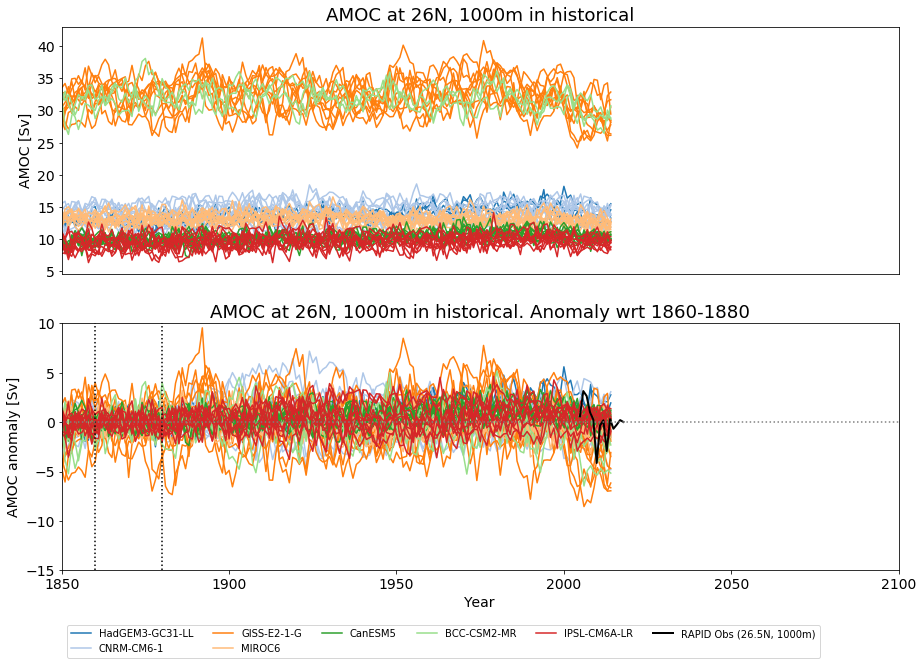 AMOC at 26N, 1000m in historical
40
35
30
25
20
15
10
5
AMOC [Sv]
AMOC at 26N, 1000m in historical. Anomaly wrt 1860-1880
10
5
0
−5
−10
−15
AMOC anomaly [Sv]
1850 1900 1950 2000 2050 2100
Year
HadGEM3-GC31-LL GISS-E2-1-G CanESM5 BCC-CSM2-MR IPSL-CM6A-LR RAPID Obs (26.5N, 1000m)
CNRM-CM6-1 MIROC6